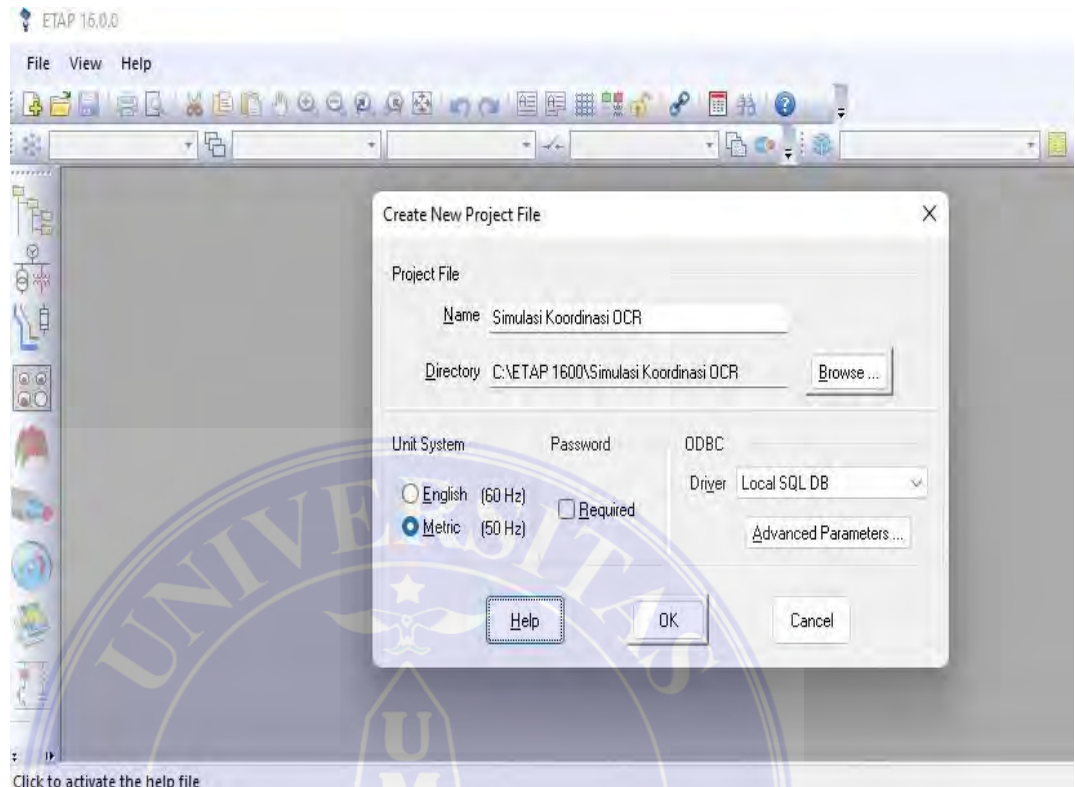 ETAP 16.0.0
File View Help
Create New Project File
Project File
Name Simulasi Koordinasi OCR
Directory C:\ETAP 1600\Simulasi Koordinasi OCR Browse ...
Unit System Password ODBC
Driver Local SQL DB
English (60 Hz)
Required
Metric (50 Hz)
Advanced Parameters ...
Help OK Cancel
UNIVERSITAS
U
M
Click to activate the help file